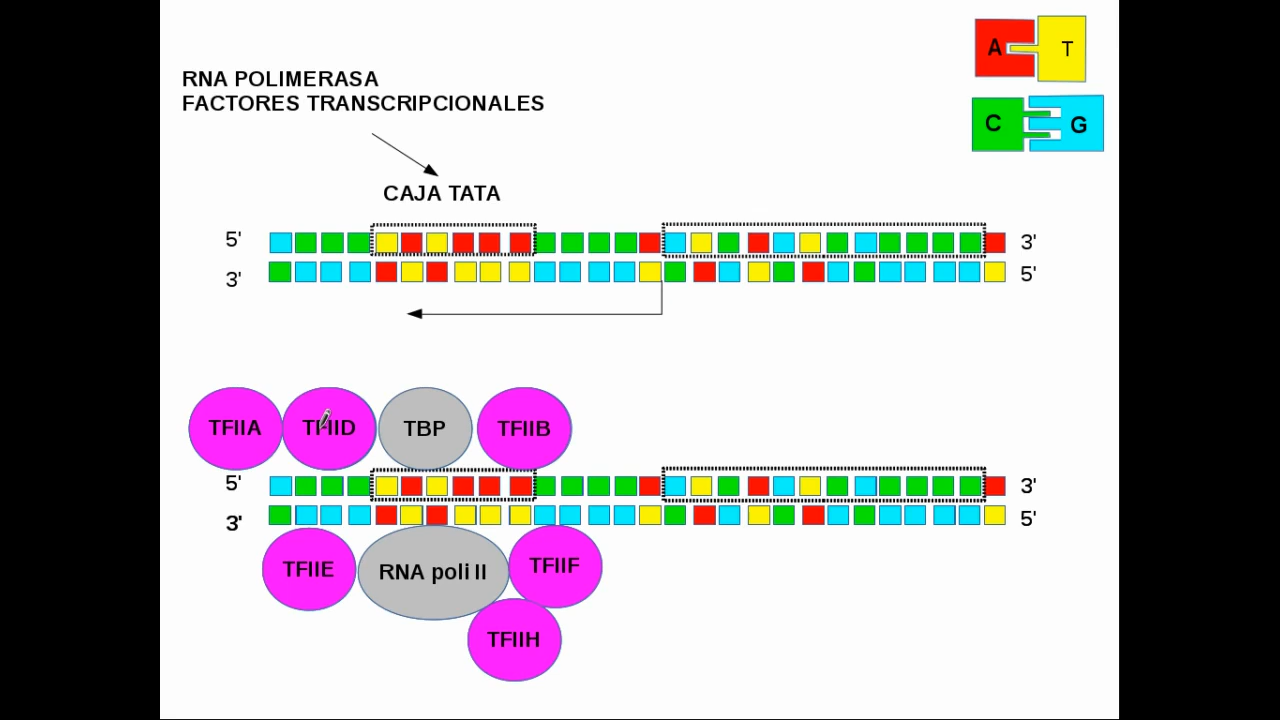 RNA POLIMERASA
FACTORES TRANSCRIPCIONALES
A T
C G
CAJA TATA
5' 3'
3' 5'
TFIIA TFIID TBP TFIIB
5' 3'
3' 5'
TFIIE RNA poli II TFIIF
TFIIH